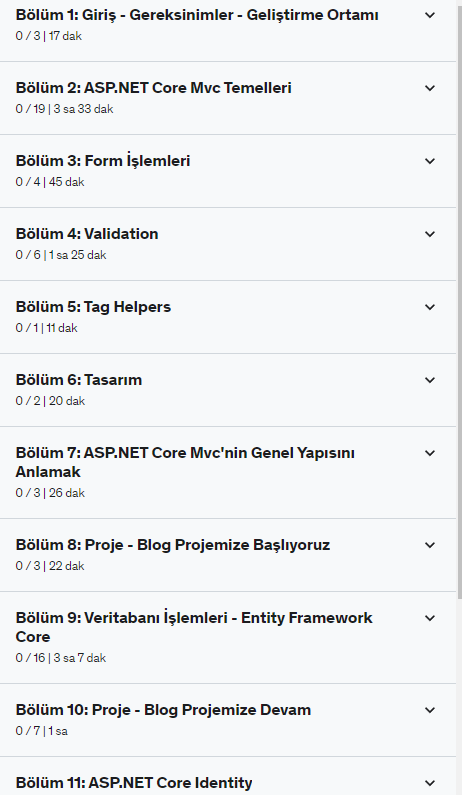 Bölüm 1: Giriş - Gereksinimler - Geliştirme Ortamı
0 / 3 | 17 dak
Bölüm 2: ASP.NET Core Mvc Temelleri
0 / 19 | 3 sa 33 dak
Bölüm 3: Form İşlemleri
0 / 4 | 45 dak
Bölüm 4: Validation
0 / 6 | 1 sa 25 dak
Bölüm 5: Tag Helpers
0 / 1 | 11 dak
Bölüm 6: Tasarım
0 / 2 | 20 dak
Bölüm 7: ASP.NET Core Mvc'nin Genel Yapısını
Anlamak
0 / 3 | 26 dak
Bölüm 8: Proje - Blog Projemize Başlıyoruz
0 / 3 | 22 dak
Bölüm 9: Veritabanı İşlemleri - Entity Framework
Core
0 / 16 | 3 sa 7 dak
Bölüm 10: Proje - Blog Projemize Devam
0 / 7 | 1 sa
Bölüm 11: ASP.NET Core Identity